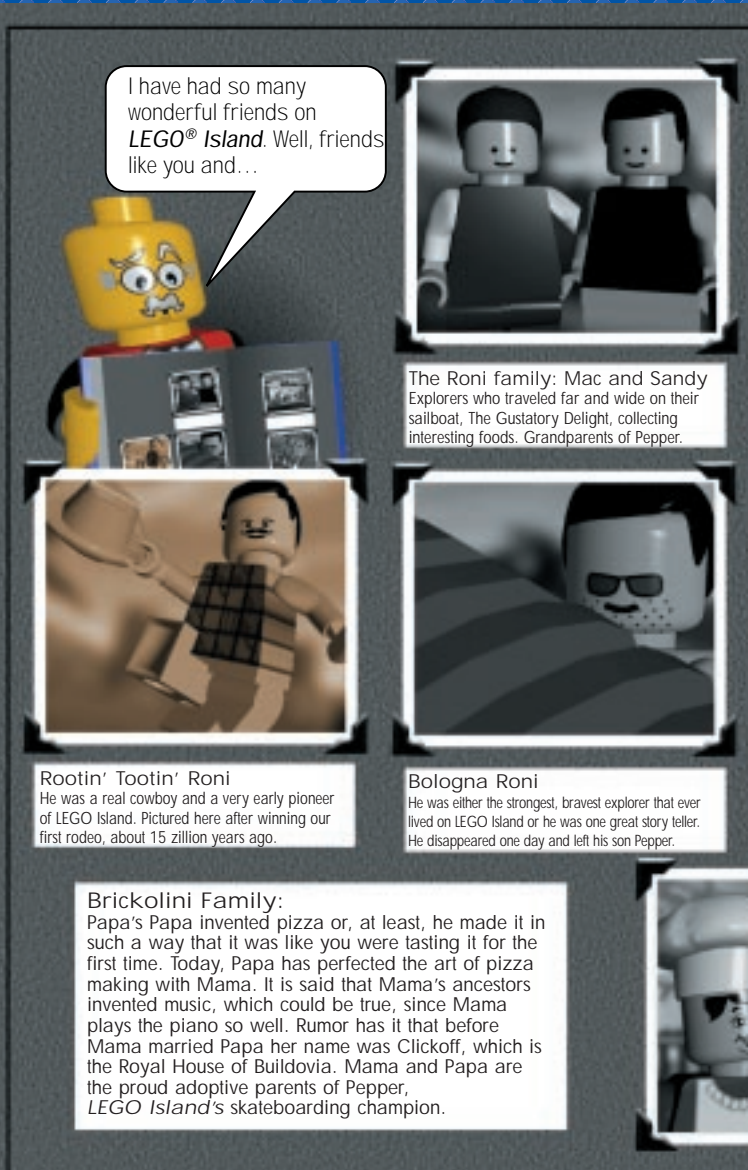 I have had so many
wonderful friends on
LEGO® Island. Well, friends
like you and…
The Roni family: Mac and Sandy
Explorers who traveled far and wide on their
sailboat, The Gustatory Delight, collecting
interesting foods. Grandparents of Pepper.
Rootin' Tootin' Roni
He was a real cowboy and a very early pioneer
of LEGO Island. Pictured here after winning our
first rodeo, about 15 zillion years ago.
Bologna Roni
He was either the strongest, bravest explorer that ever
lived on LEGO Island or he was one great story teller.
He disappeared one day and left his son Pepper.
Brickolini Family:
Papa's Papa invented pizza or, at least, he made it in
such a way that it was like you were tasting it for the
first time. Today, Papa has perfected the art of pizza
making with Mama. It is said that Mama's ancestors
invented music, which could be true, since Mama
plays the piano so well. Rumor has it that before
Mama married Papa her name was Clickoff, which is
the Royal House of Buildovia. Mama and Papa are
the proud adoptive parents of Pepper,
LEGO Island's skateboarding champion.